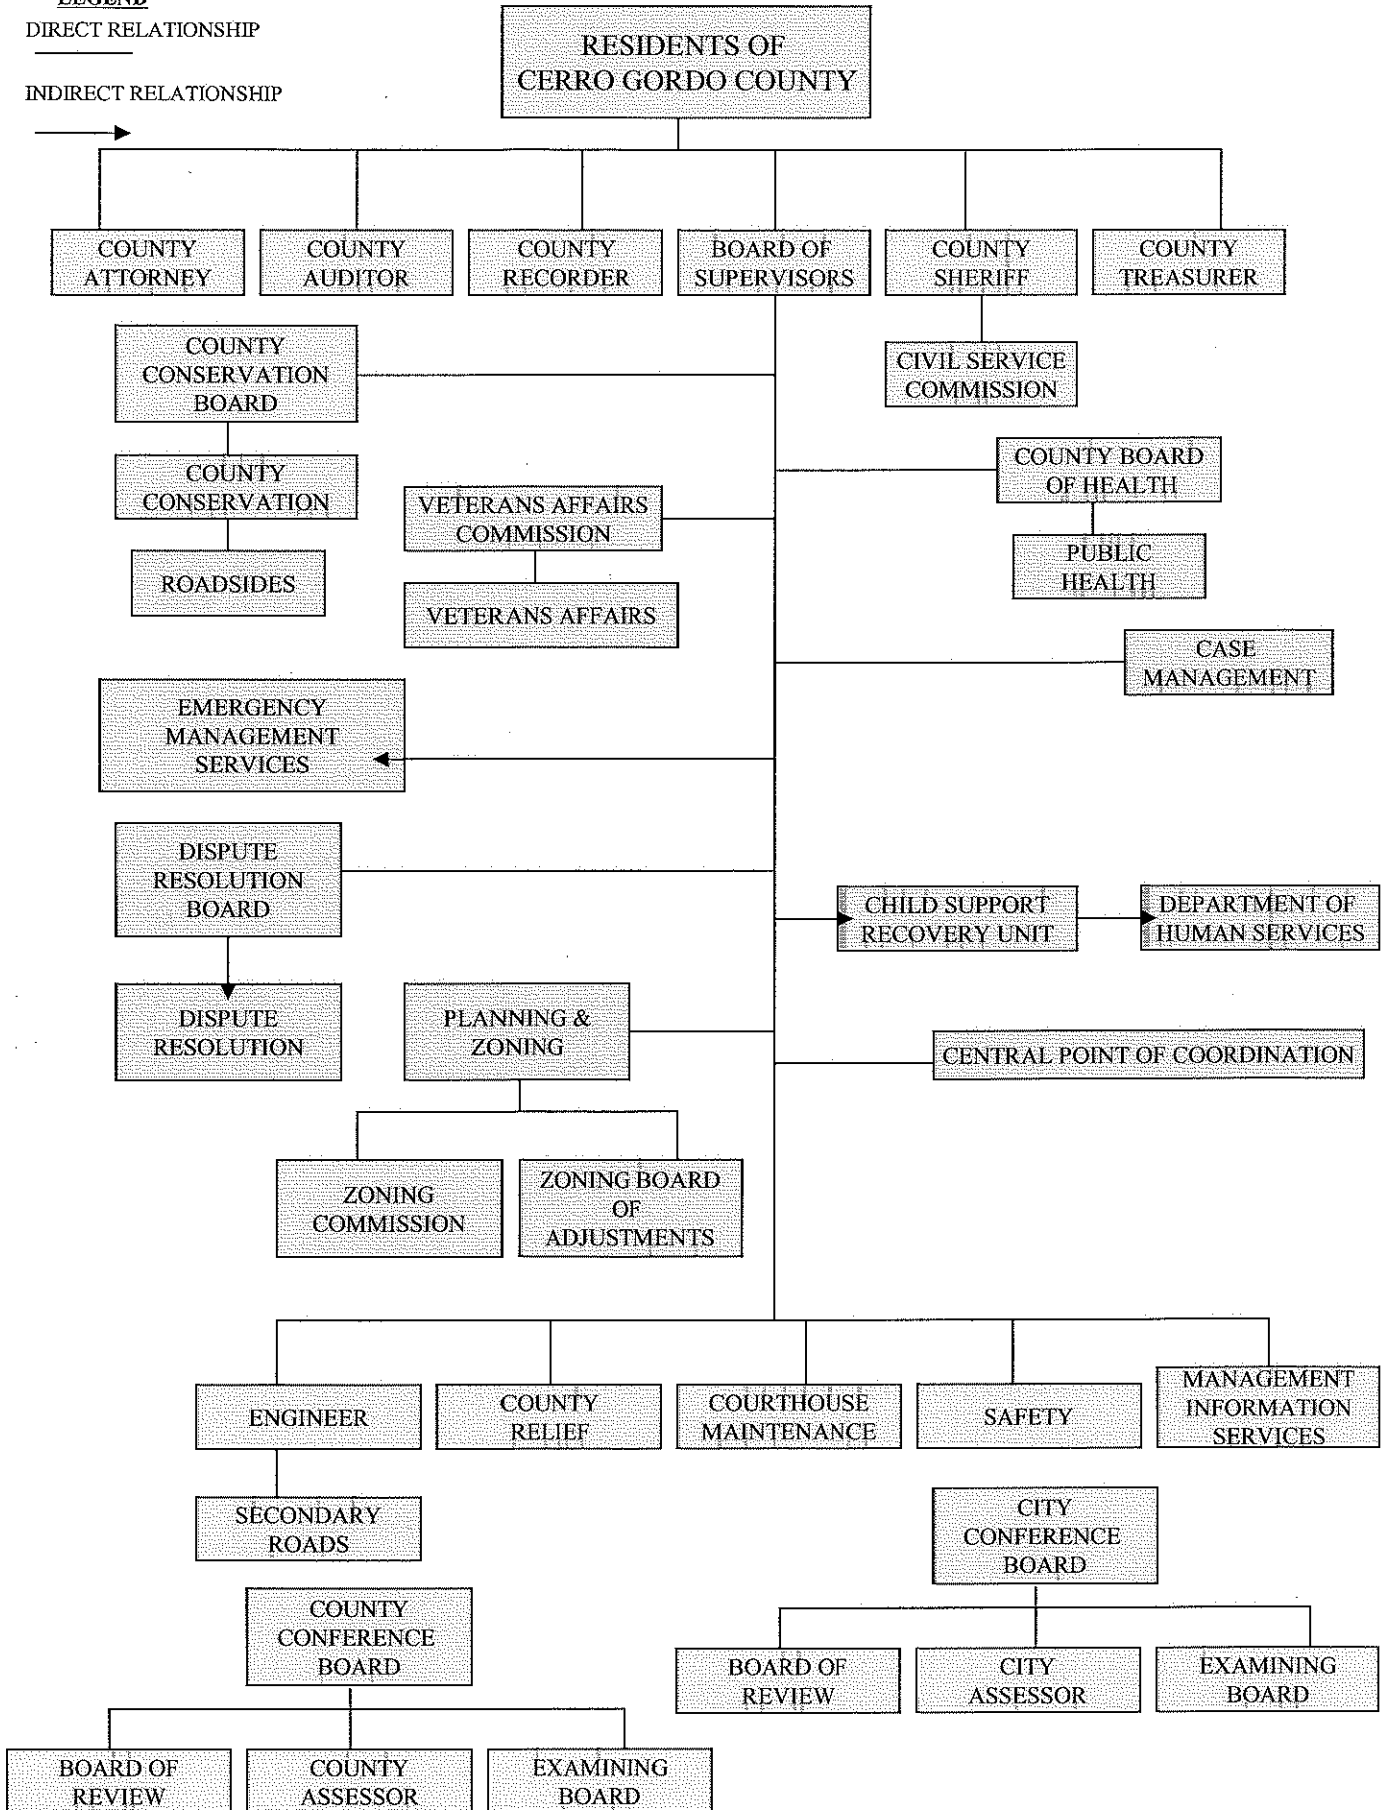 LEGEND
DIRECT RELATIONSHIP
INDIRECT RELATIONSHIP
RESIDENTS OF
CERRO GORDO COUNTY
COUNTY
ATTORNEY
COUNTY
AUDITOR
COUNTY
RECORDER
BOARD OF
SUPERVISORS
COUNTY
SHERIFF
COUNTY
TREASURER
COUNTY
CONSERVATION
BOARD
CIVIL SERVICE
COMMISSION
COUNTY
CONSERVATION
ROADSIDES
VETERANS AFFAIRS
COMMISSION
VETERANS AFFAIRS
COUNTY BOARD
OF HEALTH
PUBLIC
HEALTH
CASE
MANAGEMENT
EMERGENCY
MANAGEMENT
SERVICES
DISPUTE
RESOLUTION
BOARD
CHILD SUPPORT
RECOVERY UNIT
DEPARTMENT OF
HUMAN SERVICES
DISPUTE
RESOLUTION
PLANNING &
ZONING
CENTRAL POINT OF COORDINATION
ZONING
COMMISSION
ZONING BOARD
OF
ADJUSTMENTS
ENGINEER
COUNTY
RELIEF
COURTHOUSE
MAINTENANCE
SAFETY
MANAGEMENT
INFORMATION
SERVICES
SECONDARY
ROADS
CITY
CONFERENCE
BOARD
COUNTY
CONFERENCE
BOARD
BOARD OF
REVIEW
CITY
ASSESSOR
EXAMINING
BOARD
BOARD OF
REVIEW
COUNTY
ASSESSOR
EXAMINING
BOARD